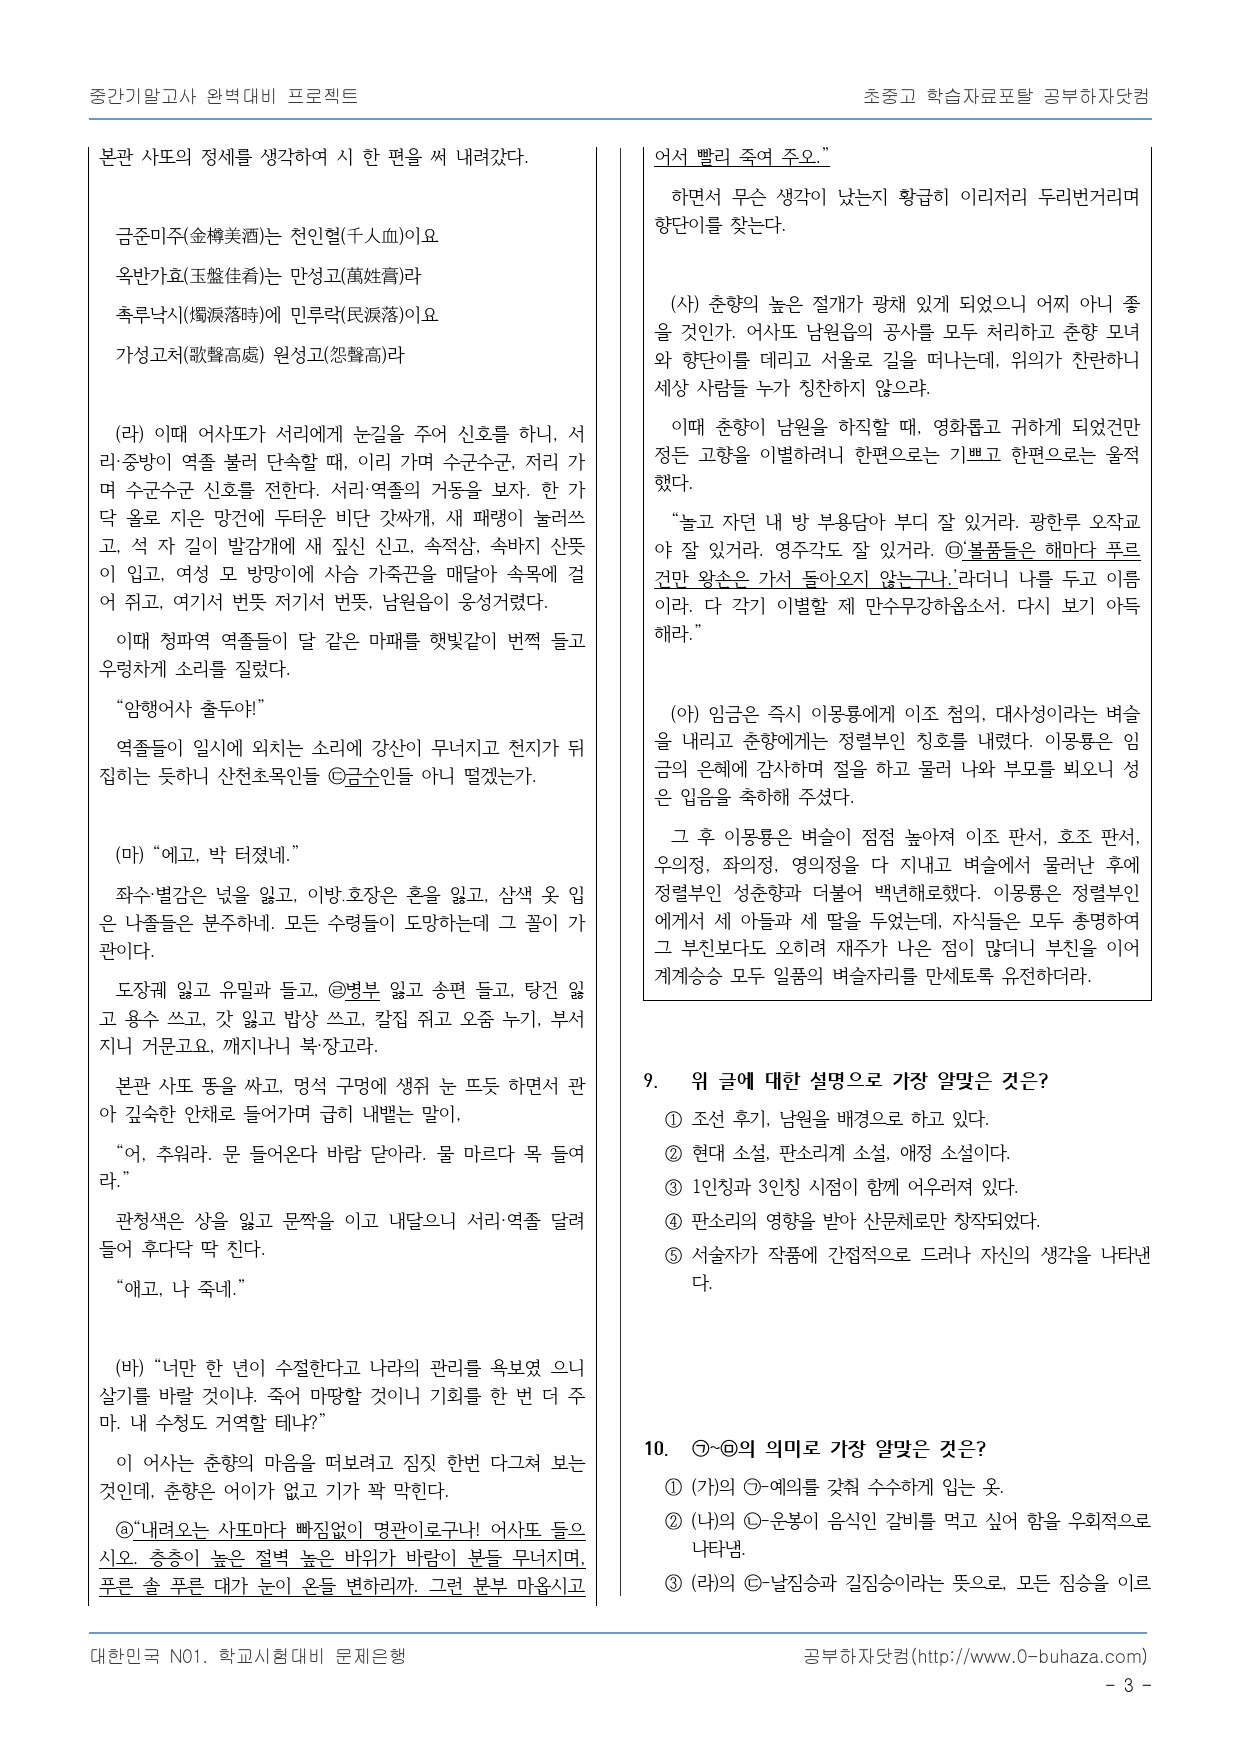 중간기말고사 완벽대비 프로젝트
초중고 학습자료포탈 공부하자닷컴
본관 사또의 정세를 생각하여 시 한 편을 써 내려갔다.
금준미주(金樽美酒)는 천인혈(千人血)이요
옥반가효(玉盤佳肴)는 만성고(萬姓膏)라
촉루낙시(燭淚落時)에 민루락(民淚落)이요
가성고처(歌聲高處) 원성고(怨聲高)라
(라) 이때 어사또가 서리에게 눈길을 주어 신호를 하니, 서
리·중방이 역졸 불러 단속할 때, 이리 가며 수군수군, 저리 가
며 수군수군 신호를 전한다. 서리·역졸의 거동을 보자. 한 가
닥 올로 지은 망건에 두터운 비단 갓싸개, 새 패랭이 눌러쓰
고, 석 자 길이 발감개에 새 짚신 신고, 속적삼, 속바지 산뜻
이 입고, 여성 모 방망이에 사슴 가죽끈을 매달아 속목에 걸
어 쥐고, 여기서 번뜻 저기서 번뜻, 남원읍이 웅성거렸다.
이때 청파역 역졸들이 달 같은 마패를 햇빛같이 번쩍 들고
우렁차게 소리를 질렀다.
“암행어사 출두야!”
역졸들이 일시에 외치는 소리에 강산이 무너지고 천지가 뒤
집히는 듯하니 산천초목인들 ㉢금수인들 아니 떨겠는가.
(마) “에고, 박 터졌네.”
좌수·별감은 넋을 잃고, 이방.호장은 혼을 잃고, 삼색 옷 입
은 나졸들은 분주하네. 모든 수령들이 도망하는데 그 꼴이 가
관이다.
도장궤 잃고 유밀과 들고, ㉣병부 잃고 송편 들고, 탕건 잃
고 용수 쓰고, 갓 잃고 밥상 쓰고, 칼집 쥐고 오줌 누기, 부서
지니 거문고요, 깨지나니 북·장고라.
본관 사또 똥을 싸고, 멍석 구멍에 생쥐 눈 뜨듯 하면서 관
아 깊숙한 안채로 들어가며 급히 내뱉는 말이,
“어, 추워라. 문 들어온다 바람 닫아라. 물 마르다 목 들여
라.”
관청색은 상을 잃고 문짝을 이고 내달으니 서리·역졸 달려
들어 후다닥 딱 친다.
“애고, 나 죽네.”
(바) “너만 한 년이 수절한다고 나라의 관리를 욕보였 으니
살기를 바랄 것이냐. 죽어 마땅할 것이니 기회를 한 번 더 주
마. 내 수청도 거역할 테냐?”
이 어사는 춘향의 마음을 떠보려고 짐짓 한번 다그쳐 보는
것인데, 춘향은 어이가 없고 기가 꽉 막힌다.
ⓐ“내려오는 사또마다 빠짐없이 명관이로구나! 어사또 들으
시오. 층층이 높은 절벽 높은 바위가 바람이 분들 무너지며,
푸른 솔 푸른 대가 눈이 온들 변하리까. 그런 분부 마옵시고
어서 빨리 죽여 주오.”
하면서 무슨 생각이 났는지 황급히 이리저리 두리번거리며
향단이를 찾는다.
(사) 춘향의 높은 절개가 광채 있게 되었으니 어찌 아니 좋
을 것인가. 어사또 남원읍의 공사를 모두 처리하고 춘향 모녀
와 향단이를 데리고 서울로 길을 떠나는데, 위의가 찬란하니
세상 사람들 누가 칭찬하지 않으랴.
이때 춘향이 남원을 하직할 때, 영화롭고 귀하게 되었건만
정든 고향을 이별하려니 한편으로는 기쁘고 한편으로는 울적
했다.
“놀고 자던 내 방 부용담아 부디 잘 있거라. 광한루 오작교
야 잘 있거라. 영주각도 잘 있거라. ㉤‘볼품들은 해마다 푸르
건만 왕손은 가서 돌아오지 않는구나.’라더니 나를 두고 이름
이라. 다 각기 이별할 제 만수무강하옵소서. 다시 보기 아득
해라.”
(아) 임금은 즉시 이몽룡에게 이조 첨의, 대사성이라는 벼슬
을 내리고 춘향에게는 정렬부인 칭호를 내렸다. 이몽룡은 임
금의 은혜에 감사하며 절을 하고 물러 나와 부모를 뵈오니 성
은 입음을 축하해 주셨다.
그 후 이몽룡은 벼슬이 점점 높아져 이조 판서, 호조 판서,
우의정, 좌의정, 영의정을 다 지내고 벼슬에서 물러난 후에
정렬부인 성춘향과 더불어 백년해로했다. 이몽룡은 정렬부인
에게서 세 아들과 세 딸을 두었는데, 자식들은 모두 총명하여
그 부친보다도 오히려 재주가 나은 점이 많더니 부친을 이어
계계승승 모두 일품의 벼슬자리를 만세토록 유전하더라.
9. 위 글에 대한 설명으로 가장 알맞은 것은?
① 조선 후기, 남원을 배경으로 하고 있다.
② 현대 소설, 판소리계 소설, 애정 소설이다.
③ 1인칭과 3인칭 시점이 함께 어우러져 있다.
④ 판소리의 영향을 받아 산문체로만 창작되었다.
⑤ 서술자가 작품에 간접적으로 드러나 자신의 생각을 나타낸
다.
10. ㉠~㉤의 의미로 가장 알맞은 것은?
① (가)의 ㉠-예의를 갖춰 수수하게 입는 옷.
② (나)의 ㉡-운봉이 음식인 갈비를 먹고 싶어 함을 우회적으로
나타냄.
③ (라)의 ㉢-날짐승과 길짐승이라는 뜻으로, 모든 짐승을 이르
대한민국 N01. 학교시험대비 문제은행
공부하자닷컴(http://www.0-buhaza.com)
- 3 -